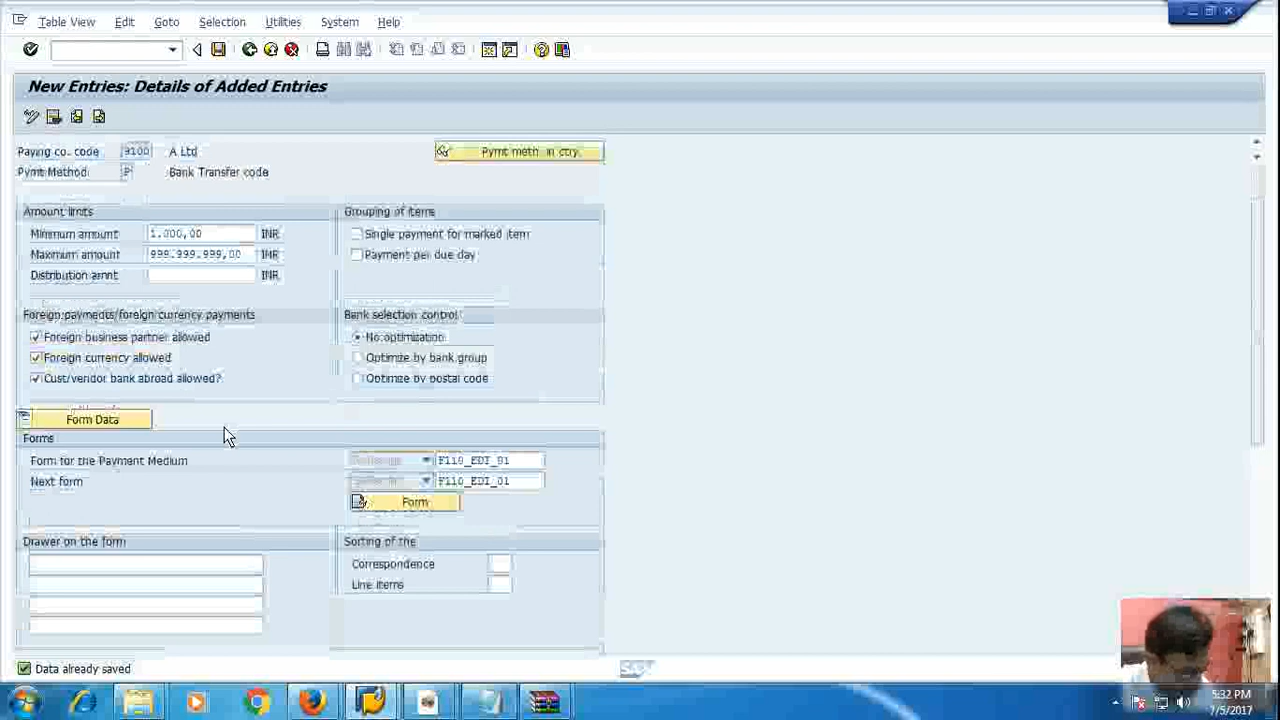 Table View Edit Goto Selection Utilities System Help
New Entries: Details of Added Entries
Paying co. code 9100 A Ltd Pymt meth in ctry
Pymt Method P Bank Transfer code
Amount limits Grouping of items
Minimum amount 1.000,00 INR Single payment for marked item
Maximum amount 999.999.999,00 INR Payment per due day
Distribution amnt INR
Foreign payments/foreign currency payments Bank selection control
Foreign business partner allowed No optimization
Foreign currency allowed Optimize by bank group
Cust/vendor bank abroad allowed? Optimize by postal code
Form Data
Forms
Form for the Payment Medium F110_EDI_01
Next form F110_EDI_01
Form
Drawer on the form Sorting of the
Correspondence
Line items
Data already saved SAP
5:32 PM
7/5/2017